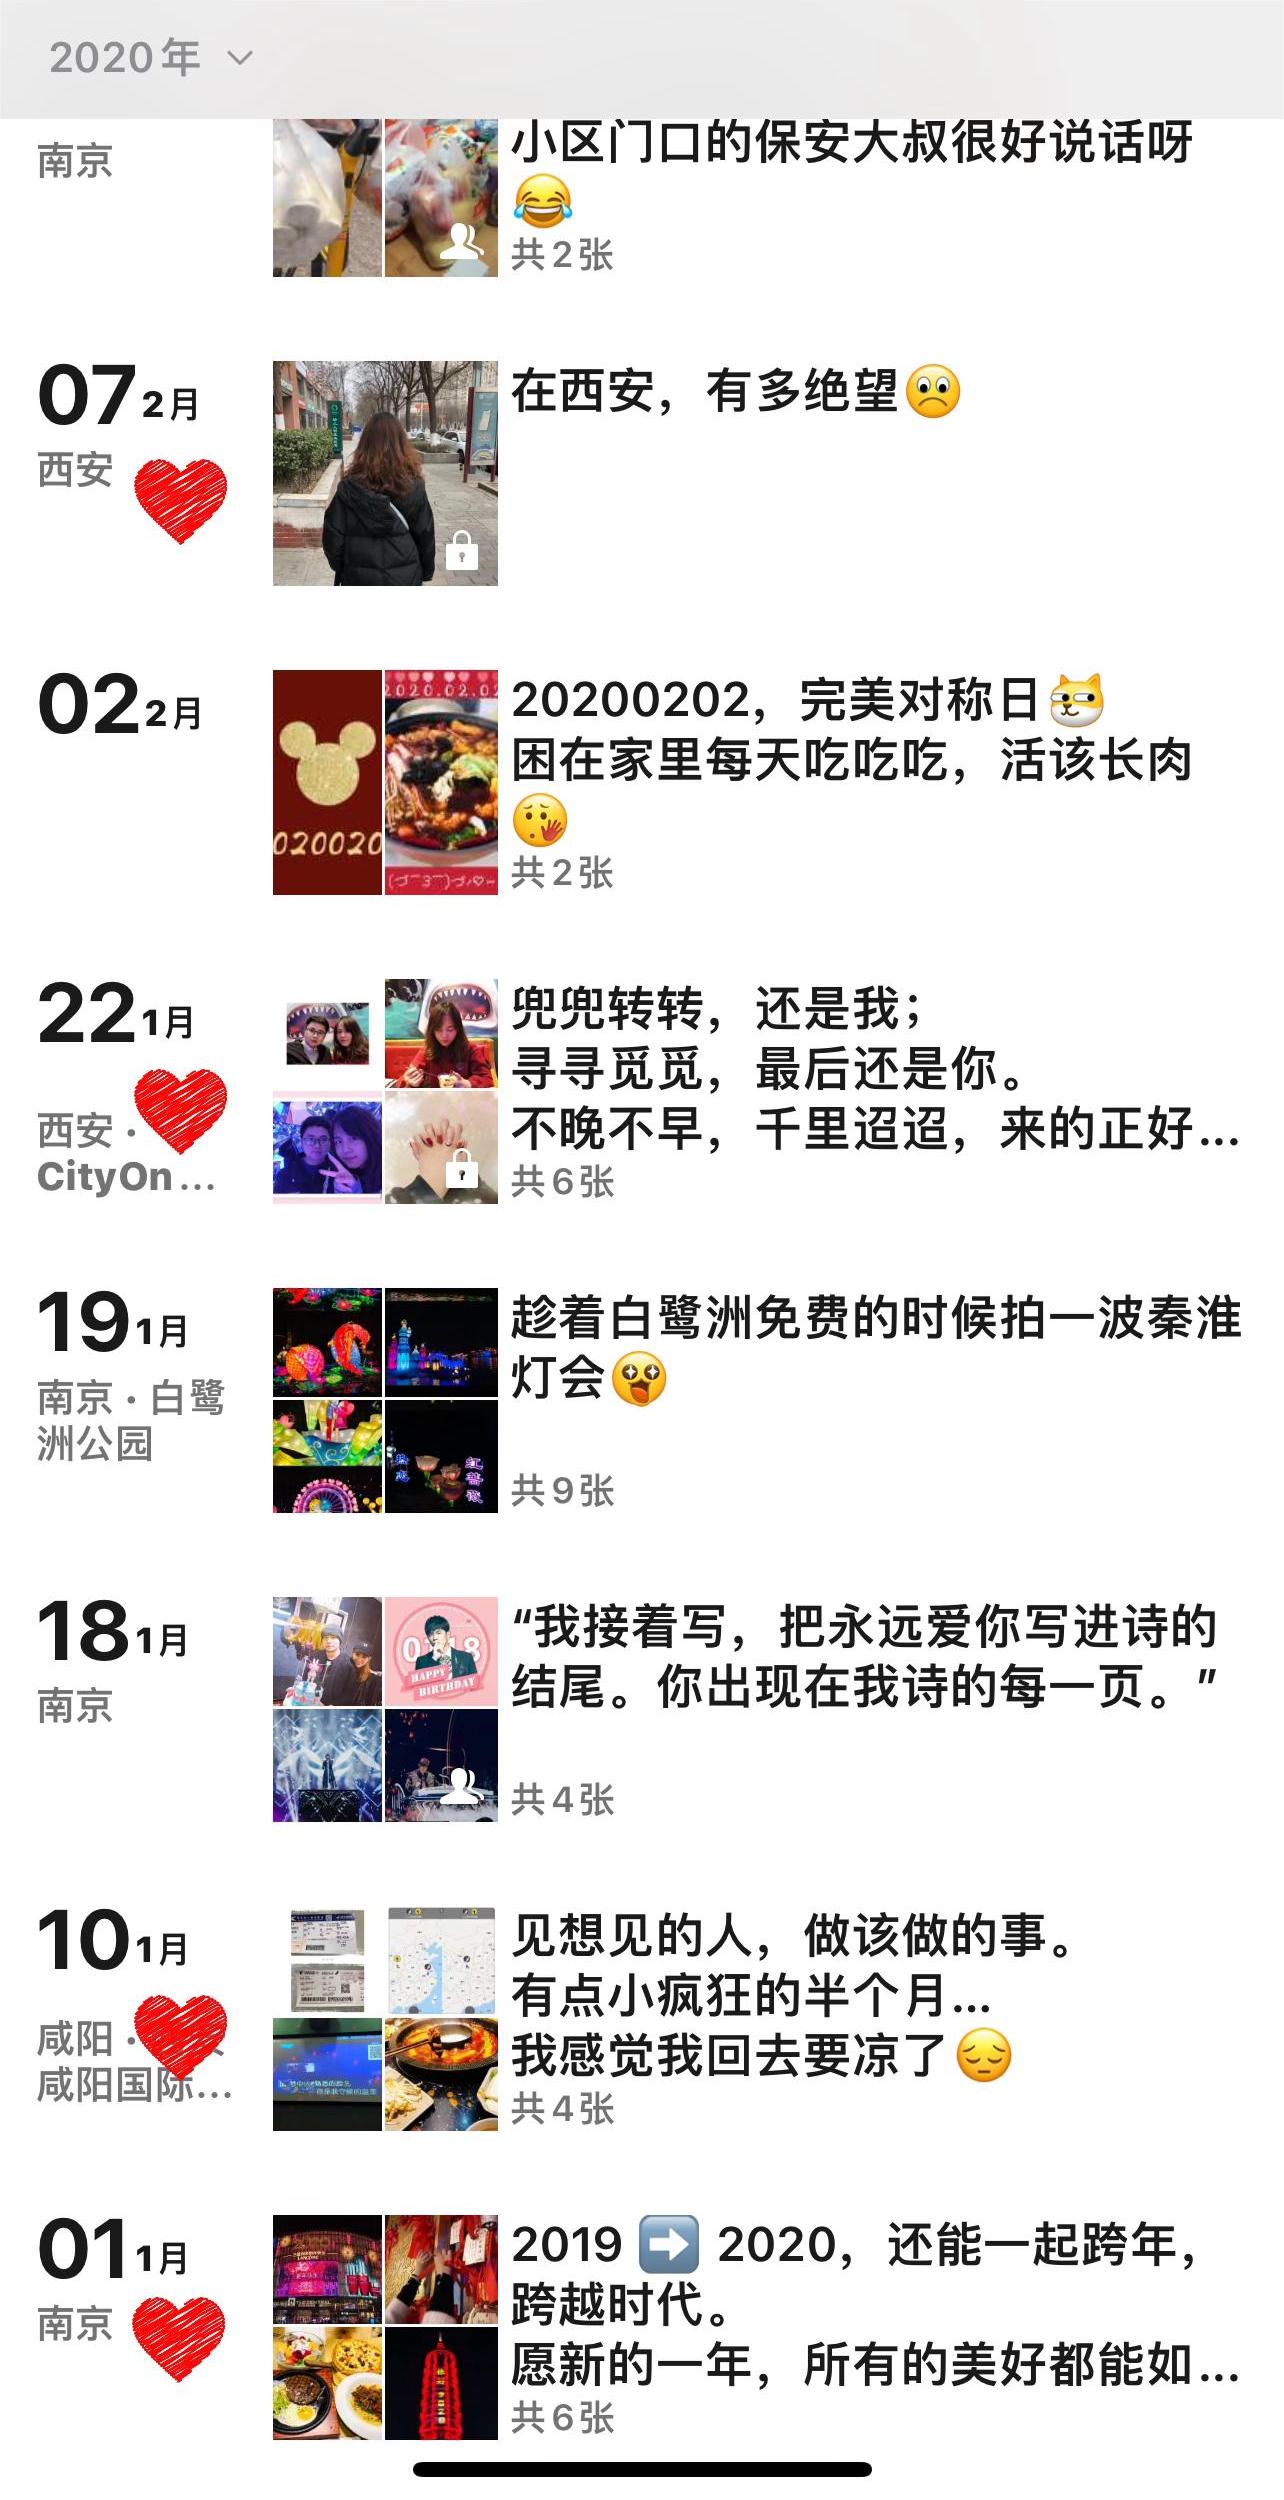 2020年
南京
小区门口的保安大叔很好说话呀
😂
共2张
07 2月
西安
在西安，有多绝望🙁
02 2月
020020
2020.02.02
20200202，完美对称日
困在家里每天吃吃吃，活该长肉
共2张
22 1月
西安·
CityOn...
兜兜转转，还是我；
寻寻觅觅，最后还是你。
不晚不早，千里迢迢，来的正好...
共6张
19 1月
南京·白鹭
洲公园
红蔷薇
趁着白鹭洲免费的时候拍一波秦淮
灯会
共9张
18 1月
南京
HAPPY
BIRTHDAY
“我接着写，把永远爱你写进诗的
结尾。你出现在我诗的每一页。”
共4张
10 1月
咸阳·
咸阳国际...
见想见的人，做该做的事。
有点小疯狂的半个月...
我感觉我回去要凉了😔
共4张
01 1月
南京
2019 ➡️ 2020，还能一起跨年，
跨越时代。
愿新的一年，所有的美好都能如...
共6张